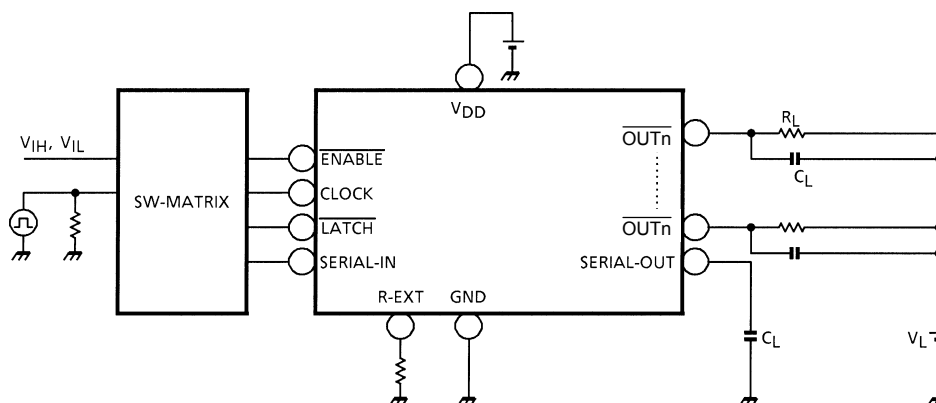 VDD
VIH, VIL
SW-MATRIX
ENABLE
CLOCK
LATCH
SERIAL-IN
R-EXT
GND
OUTn
OUTn
SERIAL-OUT
RL
CL
CL
VL